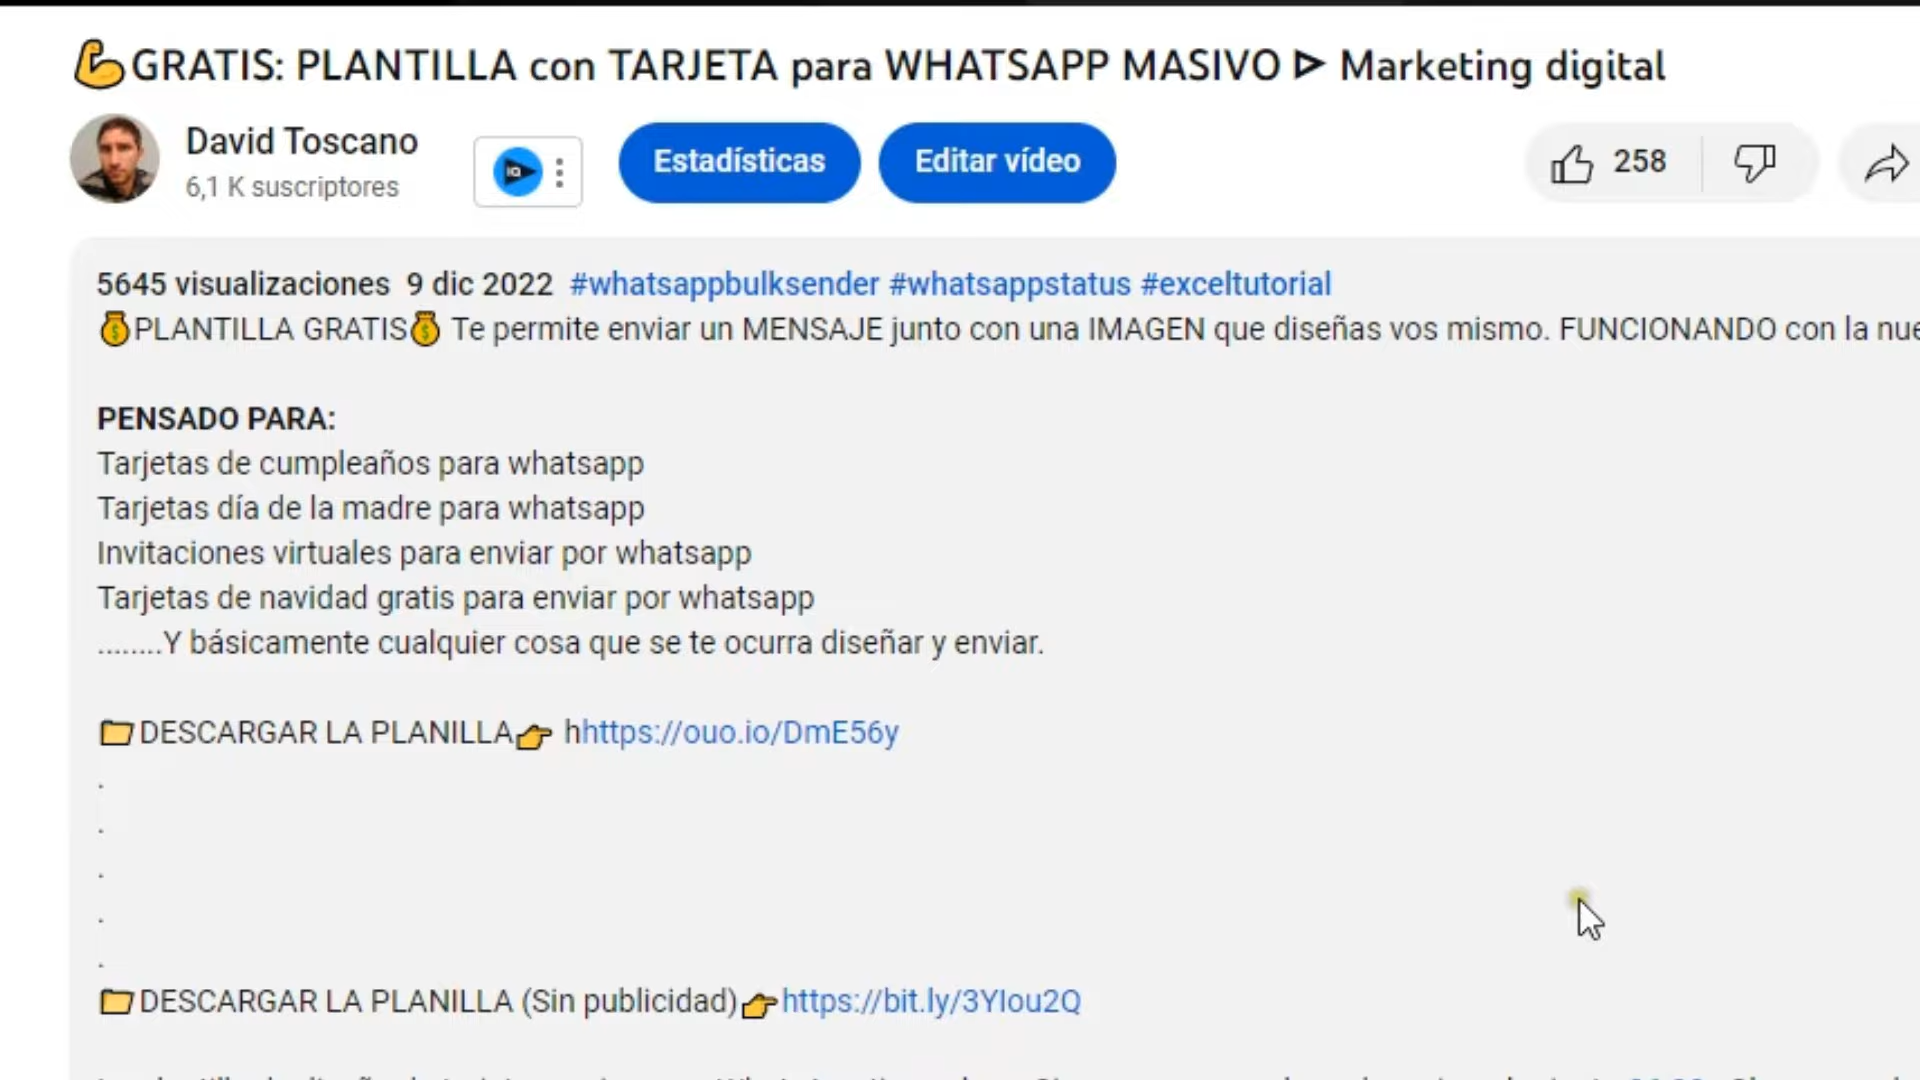 💪GRATIS: PLANTILLA con TARJETA para WHATSAPP MASIVO ᐅ Marketing digital
David Toscano
6,1 K suscriptores
IQ
Estadísticas
Editar vídeo
258
5645 visualizaciones 9 dic 2022 #whatsappbulksender #whatsappstatus #exceltutorial
💰PLANTILLA GRATIS💰 Te permite enviar un MENSAJE junto con una IMAGEN que diseñas vos mismo. FUNCIONANDO con la nue
PENSADO PARA:
Tarjetas de cumpleaños para whatsapp
Tarjetas día de la madre para whatsapp
Invitaciones virtuales para enviar por whatsapp
Tarjetas de navidad gratis para enviar por whatsapp
........Y básicamente cualquier cosa que se te ocurra diseñar y enviar.
📁DESCARGAR LA PLANILLA👉 hhttps://ouo.io/DmE56y
.
.
.
.
.
📁DESCARGAR LA PLANILLA (Sin publicidad)👉https://bit.ly/3YIou2Q